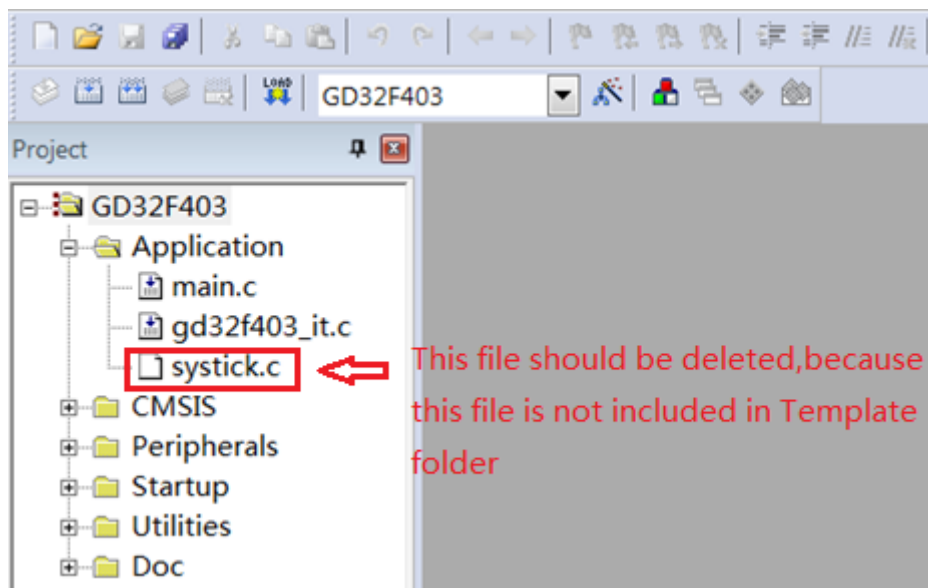 LOAD
GD32F403
Project
GD32F403
Application
main.c
gd32f403_it.c
systick.c
This file should be deleted,because
this file is not included in Template
folder
CMSIS
Peripherals
Startup
Utilities
Doc